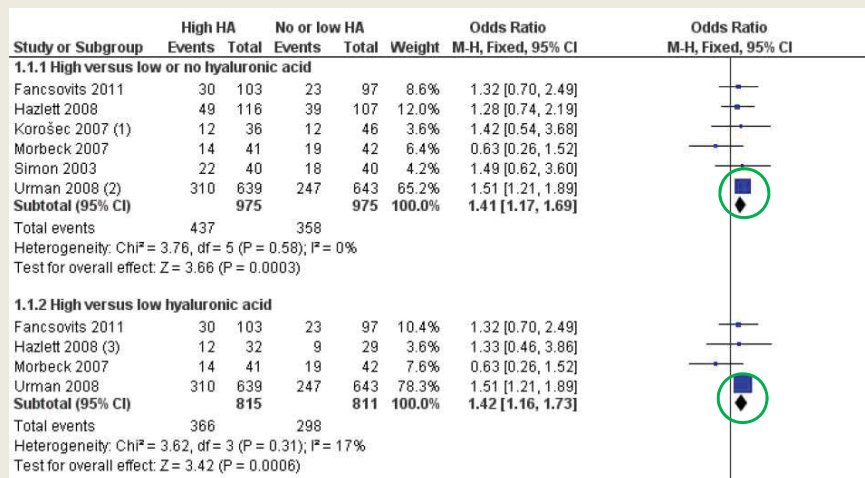 High HA No or low HA Odds Ratio Odds Ratio
Study or Subgroup Events Total Events Total Weight M-H, Fixed, 95% CI M-H, Fixed, 95% CI
1.1.1 High versus low or no hyaluronic acid
Fancsovits 2011 30 103 23 97 8.6% 1.32 [0.70, 2.49]
Hazlett 2008 49 116 39 107 12.0% 1.28 [0.74, 2.19]
Korošec 2007 (1) 12 36 12 46 3.6% 1.42 [0.54, 3.68]
Morbeck 2007 14 41 19 42 6.4% 0.63 [0.26, 1.52]
Simon 2003 22 40 18 40 4.2% 1.49 [0.62, 3.60]
Urman 2008 (2) 310 639 247 643 65.2% 1.51 [1.21, 1.89]
Subtotal (95% CI) 975 975 100.0% 1.41 [1.17, 1.69]
Total events 437 358
Heterogeneity: Chi² = 3.76, df = 5 (P = 0.58); I² = 0%
Test for overall effect: Z = 3.66 (P = 0.0003)
1.1.2 High versus low hyaluronic acid
Fancsovits 2011 30 103 23 97 10.4% 1.32 [0.70, 2.49]
Hazlett 2008 (3) 12 32 9 29 3.6% 1.33 [0.46, 3.86]
Morbeck 2007 14 41 19 42 7.6% 0.63 [0.26, 1.52]
Urman 2008 310 639 247 643 78.3% 1.51 [1.21, 1.89]
Subtotal (95% CI) 815 811 100.0% 1.42 [1.16, 1.73]
Total events 366 298
Heterogeneity: Chi² = 3.62, df = 3 (P = 0.31); I² = 17%
Test for overall effect: Z = 3.42 (P = 0.0006)